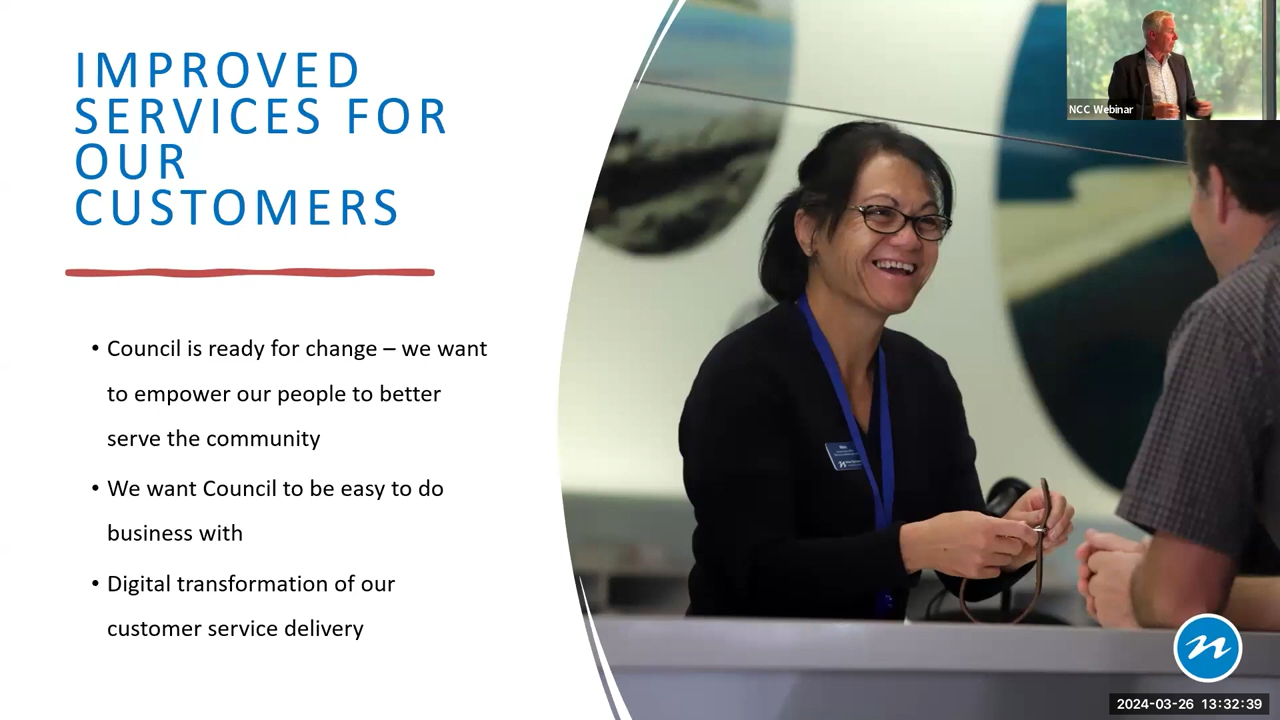 IMPROVED
SERVICES FOR
OUR
CUSTOMERS
• Council is ready for change – we want
to empower our people to better
serve the community
• We want Council to be easy to do
business with
• Digital transformation of our
customer service delivery
NCC Webinar
2024-03-26 13:32:39